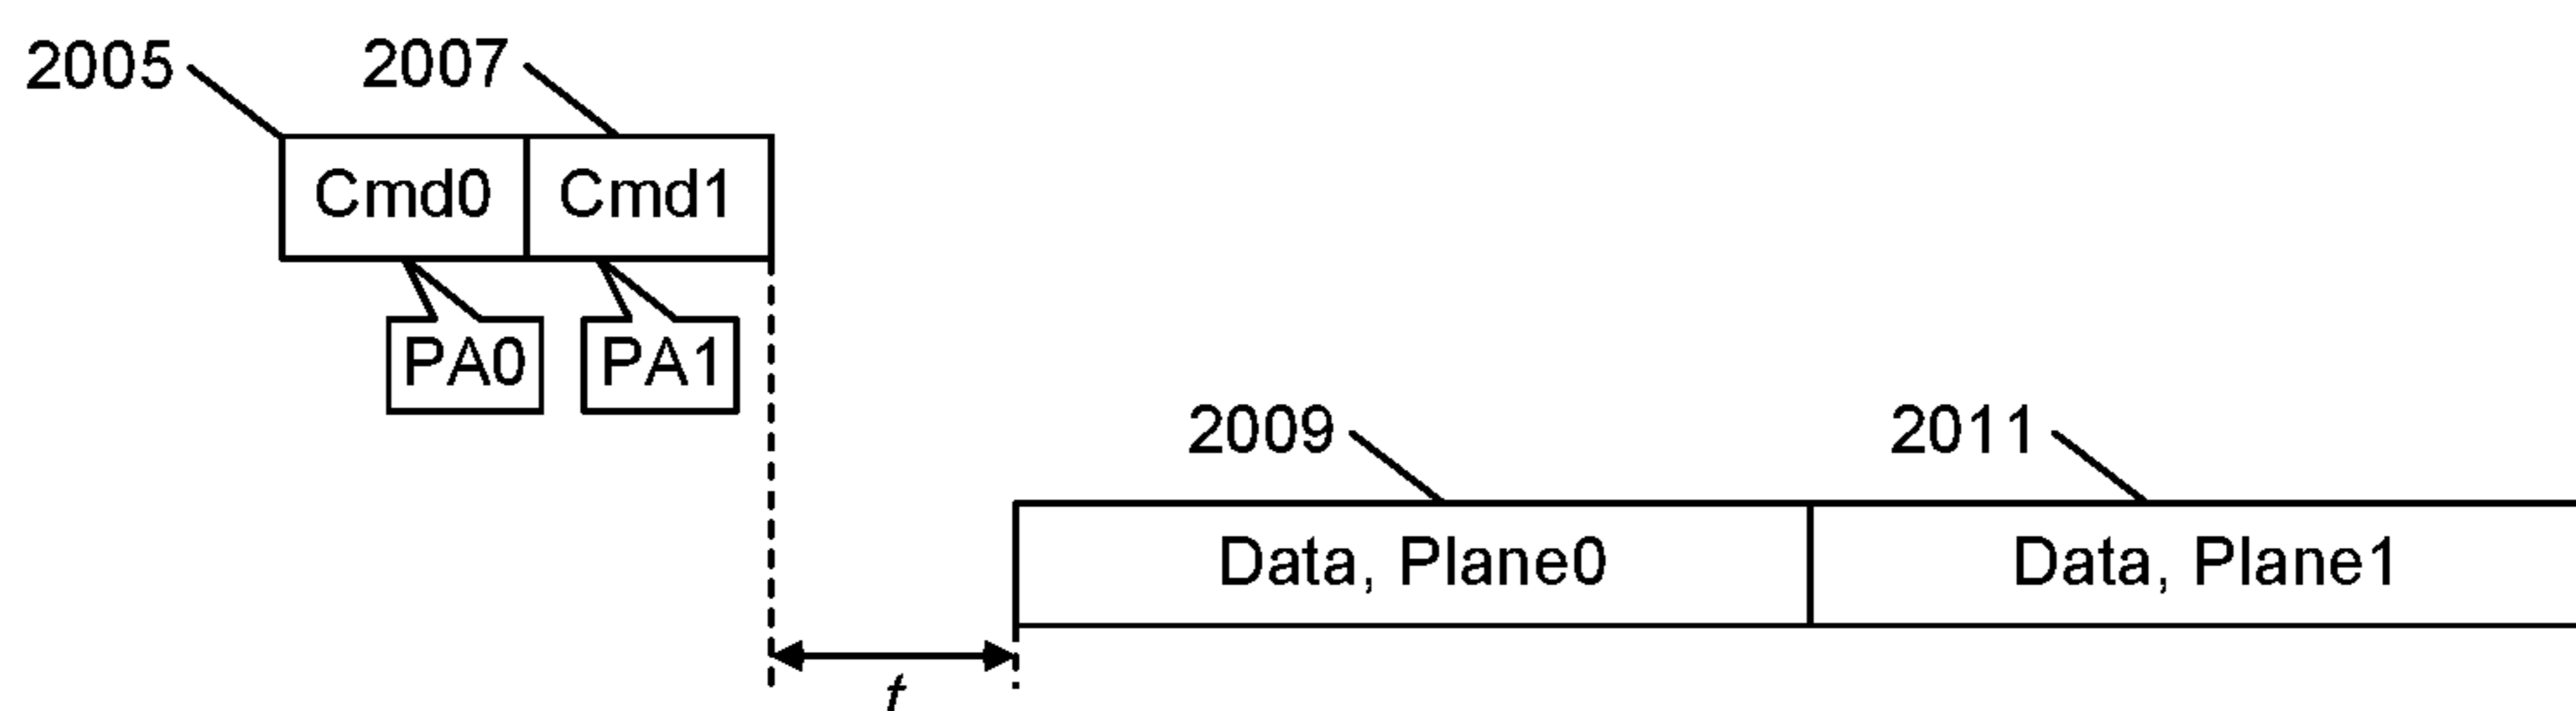 2005 2007
Cmd0 Cmd1
PA0 PA1
2009 2011
Data, Plane0 Data, Plane1